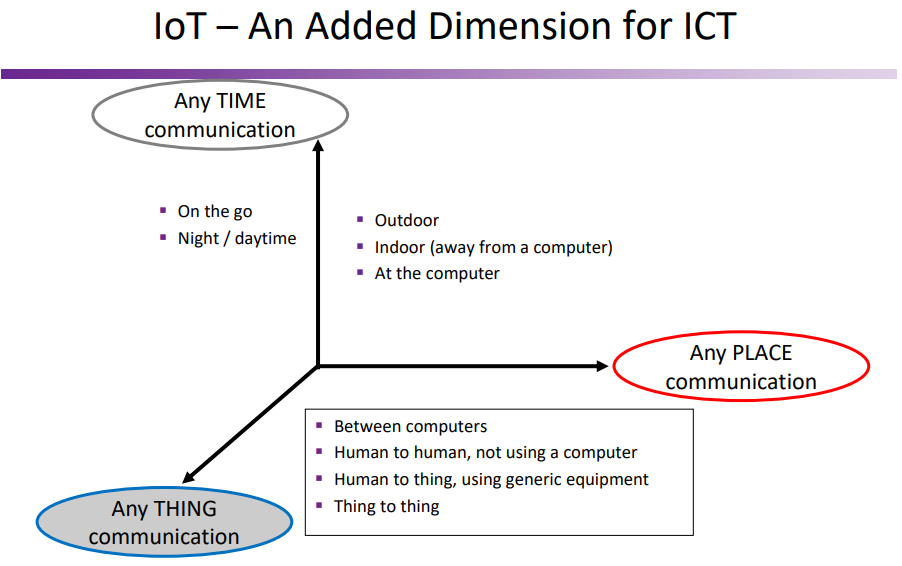 IoT – An Added Dimension for ICT
Any TIME
communication
▪ On the go
▪ Night / daytime
▪ Outdoor
▪ Indoor (away from a computer)
▪ At the computer
Any PLACE
communication
▪ Between computers
▪ Human to human, not using a computer
▪ Human to thing, using generic equipment
▪ Thing to thing
Any THING
communication